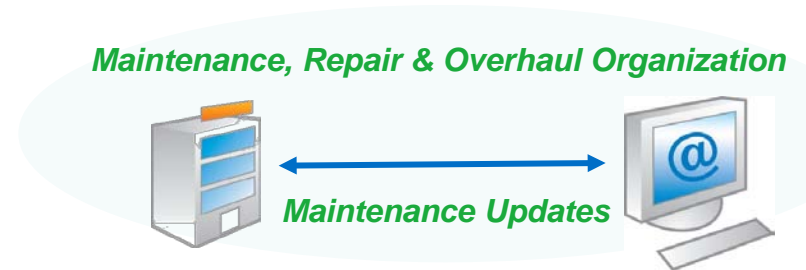 Maintenance, Repair & Overhaul Organization
@
Maintenance Updates